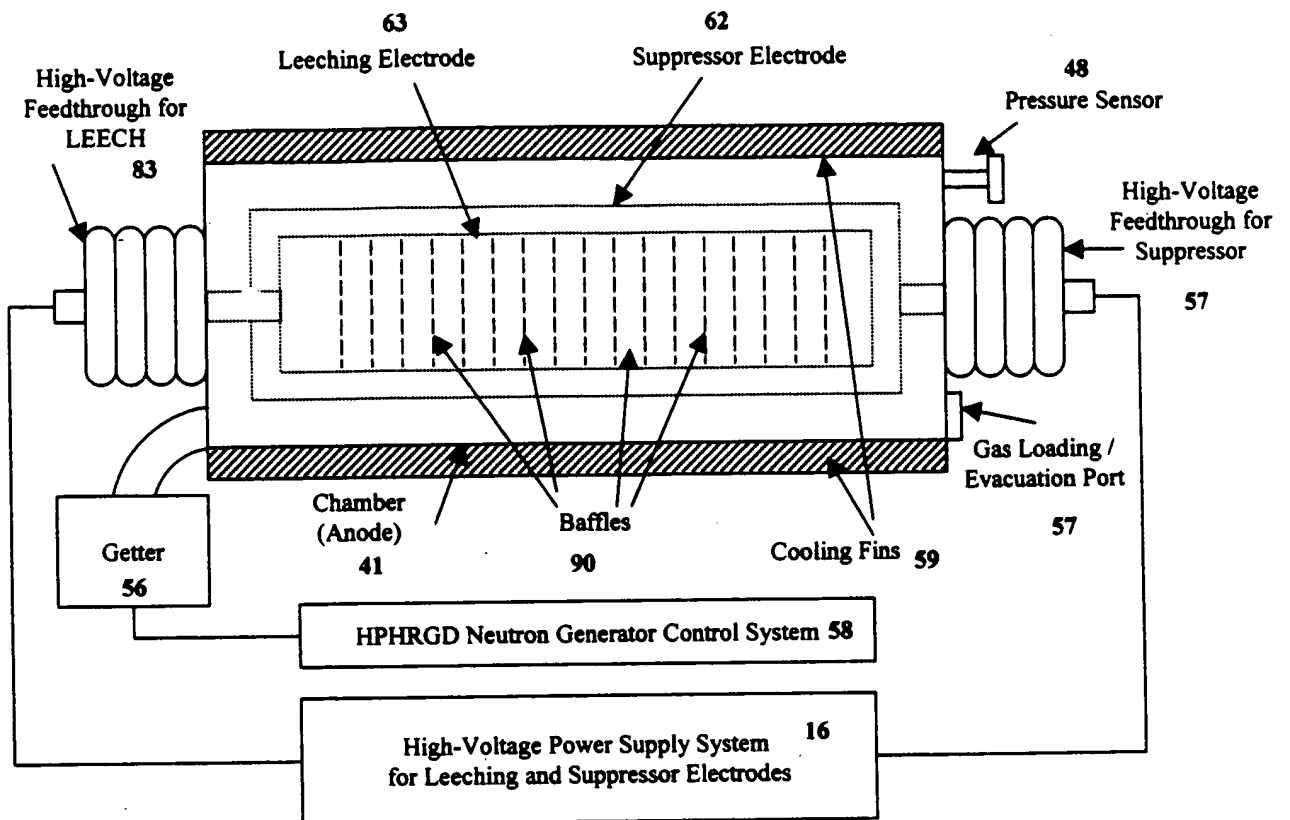 63
Leeching Electrode
62
Suppressor Electrode
48
Pressure Sensor
High-Voltage
Feedthrough for
LEECH
83
High-Voltage
Feedthrough for
Suppressor
57
Gas Loading /
Evacuation Port
57
Chamber
(Anode)
41
Baffles
90
Cooling Fins 59
Getter
56
HPHRGD Neutron Generator Control System 58
High-Voltage Power Supply System
for Leeching and Suppressor Electrodes
16